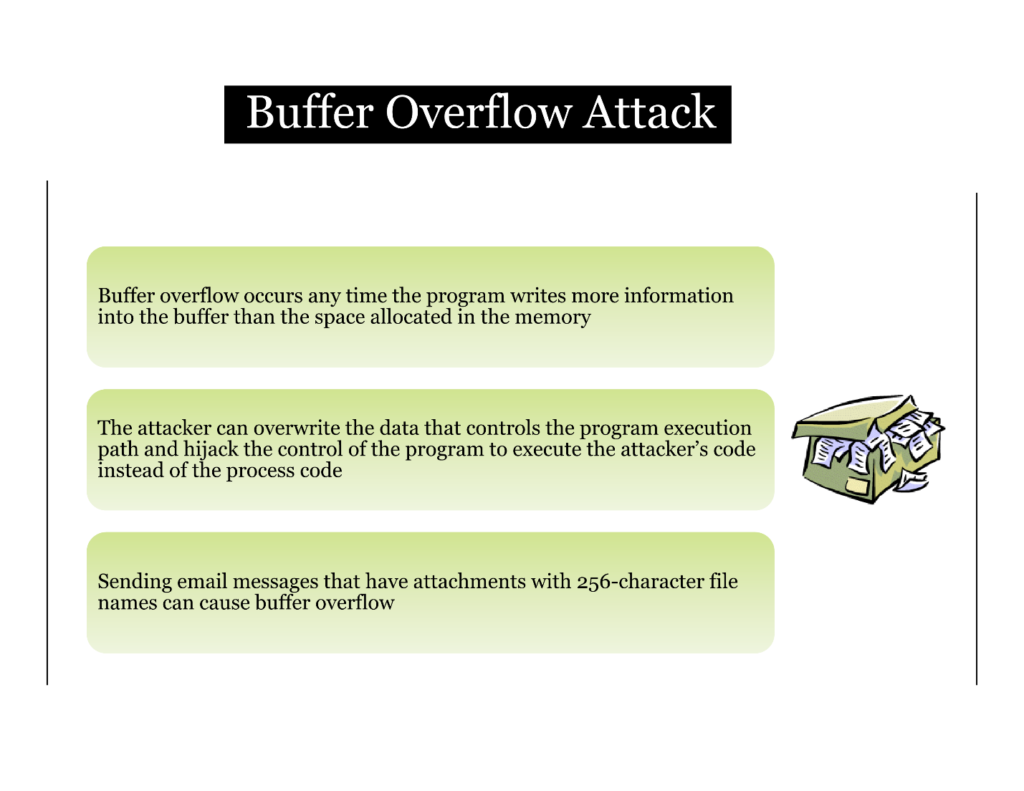 Buffer Overflow Attack
Buffer overflow occurs any time the program writes more information
into the buffer than the space allocated in the memory
The attacker can overwrite the data that controls the program execution
path and hijack the control of the program to execute the attacker’s code
instead of the process code
Sending email messages that have attachments with 256-character file
names can cause buffer overflow